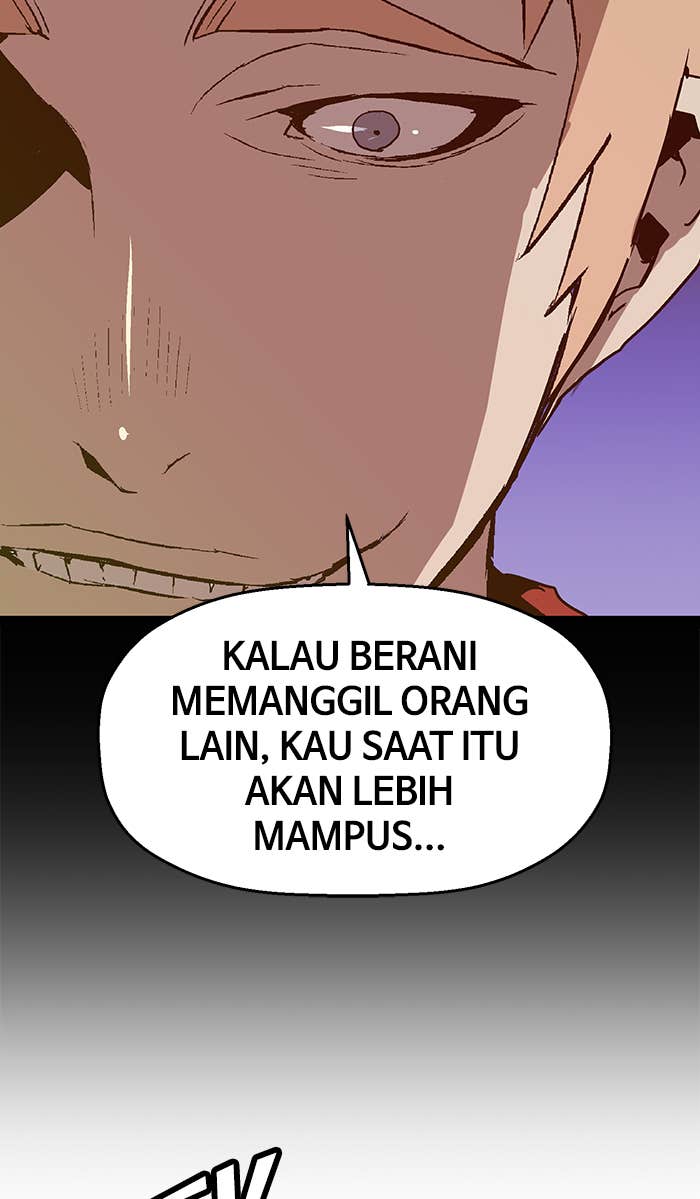 KALAU BERANI
MEMANGGIL ORANG
LAIN, KAU SAAT ITU
AKAN LEBIH
MAMPUS...